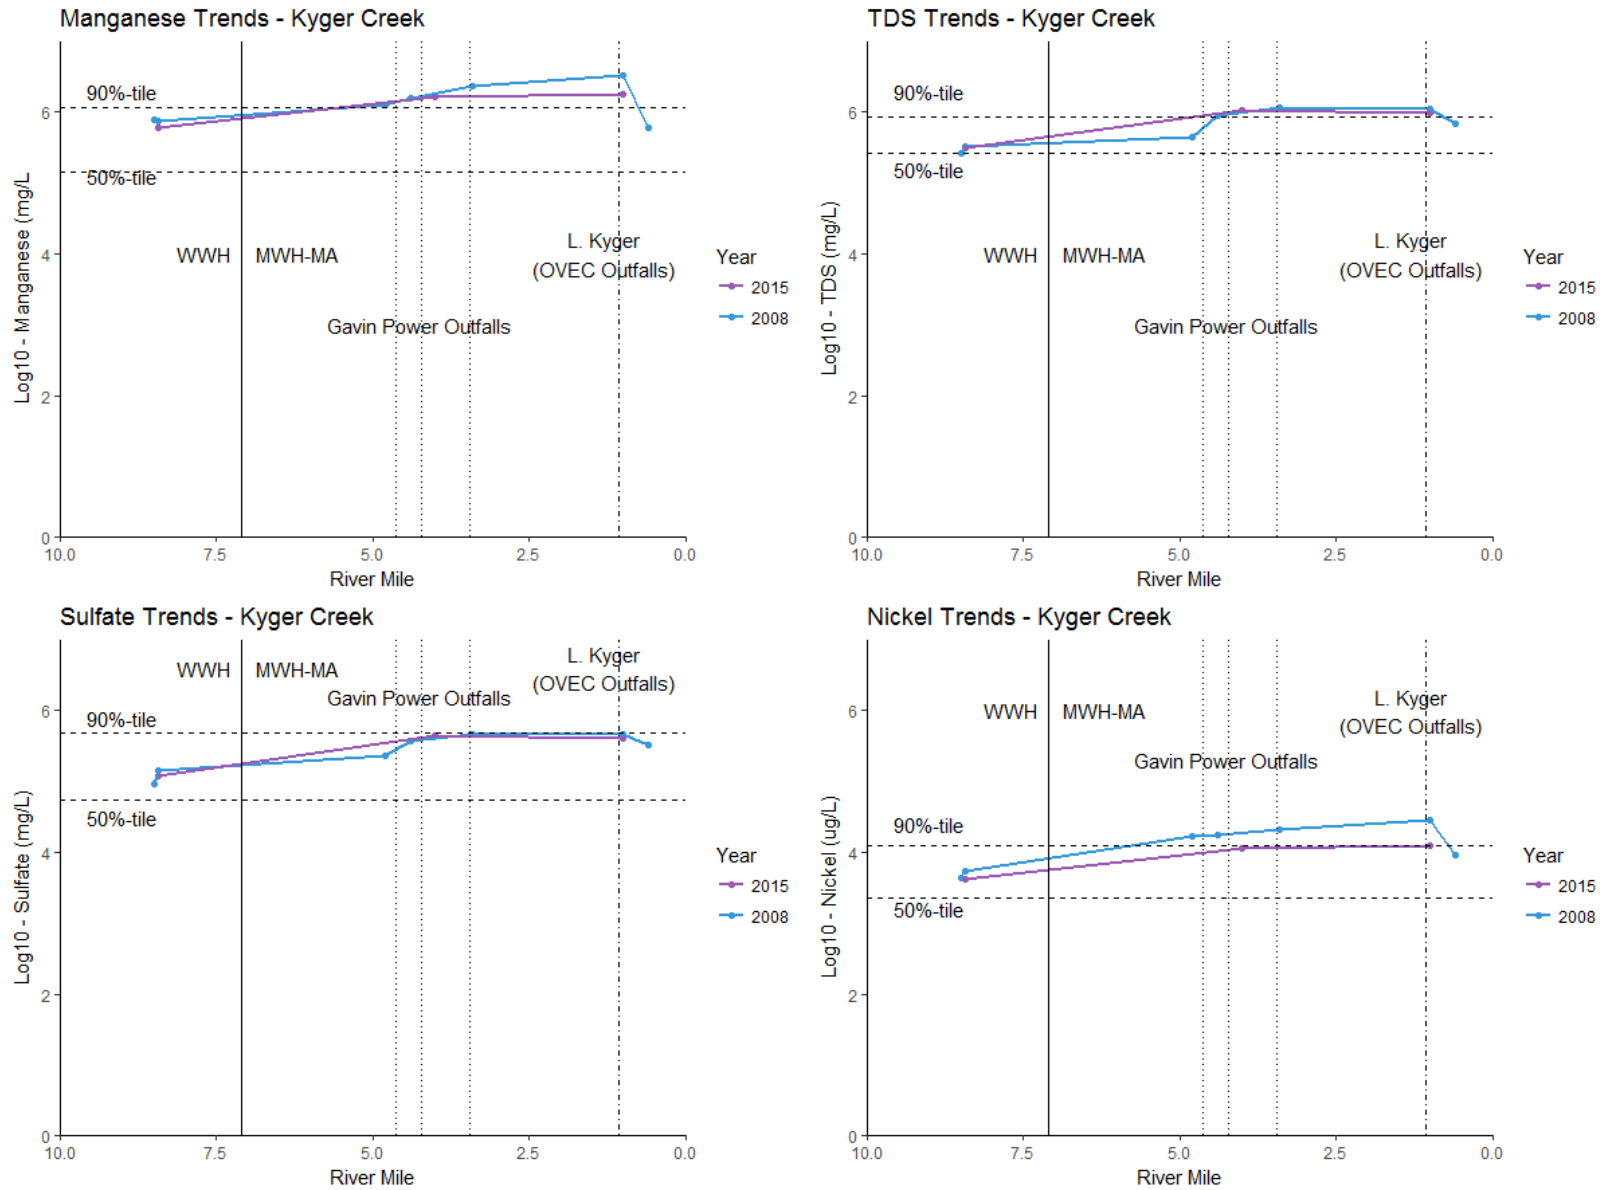 Manganese Trends - Kyger Creek
90%-tile
50%-tile
WWH
MWH-MA
L. Kyger
(OVEC Outfalls)
Gavin Power Outfalls
Log10 - Manganese (mg/L
6
4
2
0
10.0
7.5
5.0
2.5
0.0
River Mile
Year
2015
2008
TDS Trends - Kyger Creek
90%-tile
50%-tile
WWH
MWH-MA
L. Kyger
(OVEC Outfalls)
Gavin Power Outfalls
Log10 - TDS (mg/L)
6
4
2
0
10.0
7.5
5.0
2.5
0.0
River Mile
Year
2015
2008
Sulfate Trends - Kyger Creek
WWH
MWH-MA
L. Kyger
(OVEC Outfalls)
Gavin Power Outfalls
90%-tile
50%-tile
Log10 - Sulfate (mg/L)
6
4
2
0
10.0
7.5
5.0
2.5
0.0
River Mile
Year
2015
2008
Nickel Trends - Kyger Creek
WWH
MWH-MA
L. Kyger
(OVEC Outfalls)
Gavin Power Outfalls
90%-tile
50%-tile
Log10 - Nickel (ug/L)
6
4
2
0
10.0
7.5
5.0
2.5
0.0
River Mile
Year
2015
2008